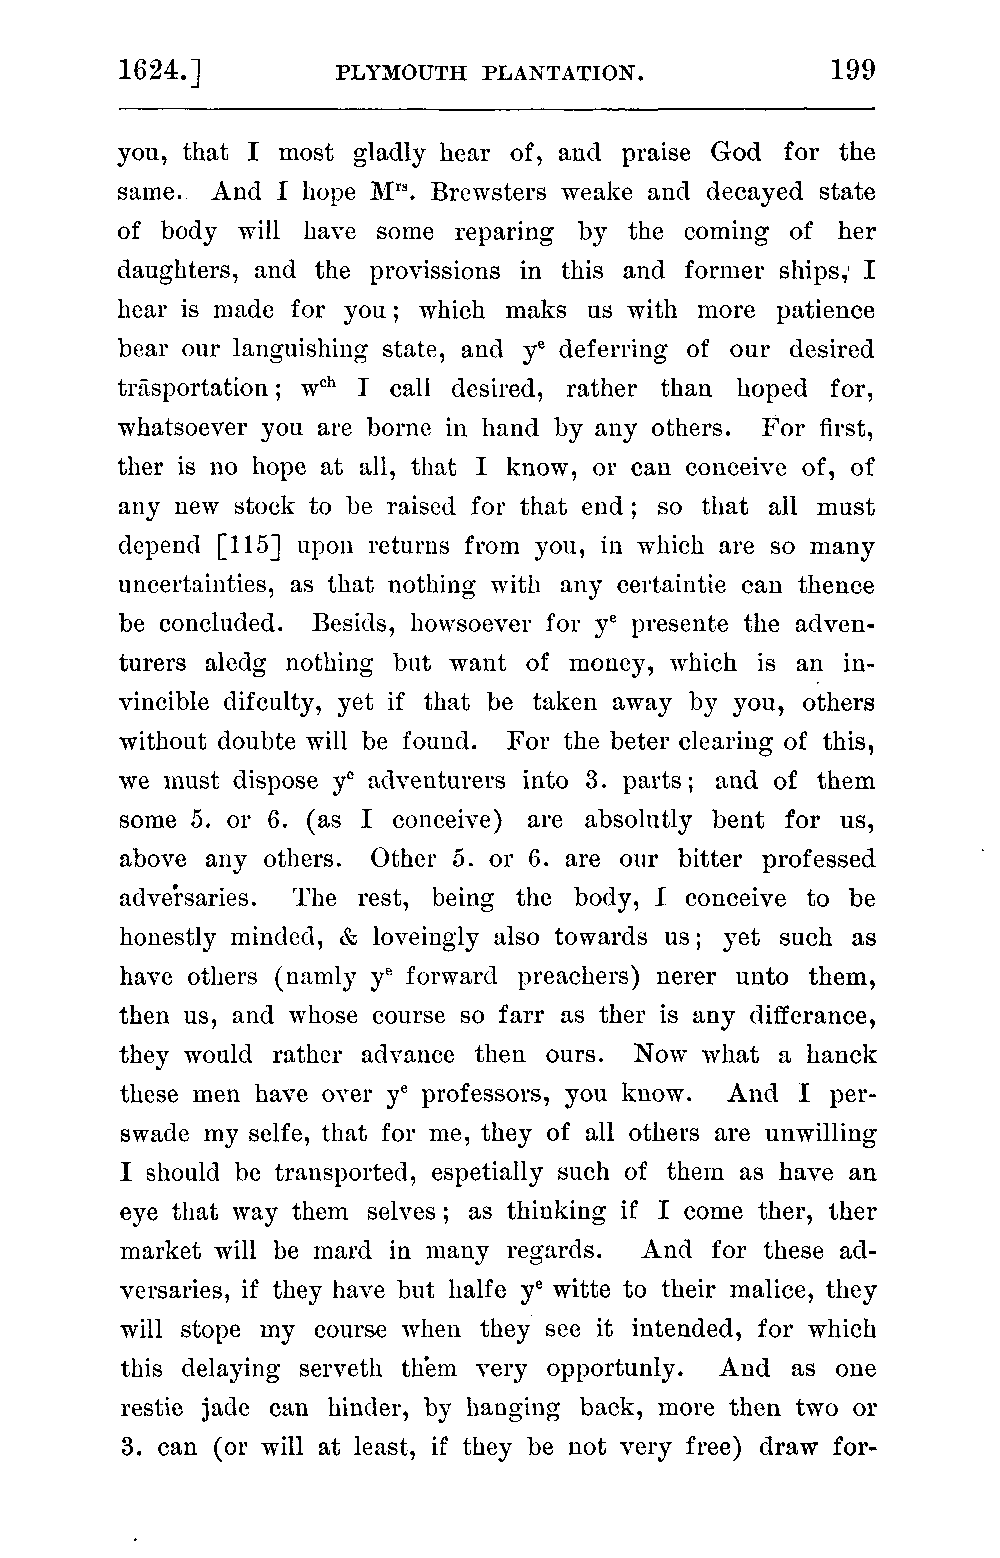 1624.] PLYMOUTH PLANTATION. 199
you, that I most gladly hear of, and praise God for the
same. And I hope Mrs. Brewsters weake and decayed state
of body will have some reparing by the coming of her
daughters, and the provissions in this and former ships, I
hear is made for you; which maks us with more patience
bear our languishing state, and ye deferring of our desired
trāsportation; wch I call desired, rather than hoped for,
whatsoever you are borne in hand by any others. For first,
ther is no hope at all, that I know, or can conceive of, of
any new stock to be raised for that end; so that all must
depend [115] upon returns from you, in which are so many
uncertainties, as that nothing with any certaintie can thence
be concluded. Besids, howsoever for ye presente the adven-
turers aledg nothing but want of money, which is an in-
vincible difculty, yet if that be taken away by you, others
without doubte will be found. For the beter clearing of this,
we must dispose ye adventurers into 3. parts; and of them
some 5. or 6. (as I conceive) are absolutly bent for us,
above any others. Other 5. or 6. are our bitter professed
adversaries. The rest, being the body, I conceive to be
honestly minded, & loveingly also towards us; yet such as
have others (namly ye forward preachers) nerer unto them,
then us, and whose course so farr as ther is any differance,
they would rather advance then ours. Now what a hanck
these men have over ye professors, you know. And I per-
swade my selfe, that for me, they of all others are unwilling
I should be transported, espetially such of them as have an
eye that way them selves; as thinking if I come ther, ther
market will be mard in many regards. And for these ad-
versaries, if they have but halfe ye witte to their malice, they
will stope my course when they see it intended, for which
this delaying serveth them very opportunly. And as one
restie jade can hinder, by hanging back, more then two or
3. can (or will at least, if they be not very free) draw for-